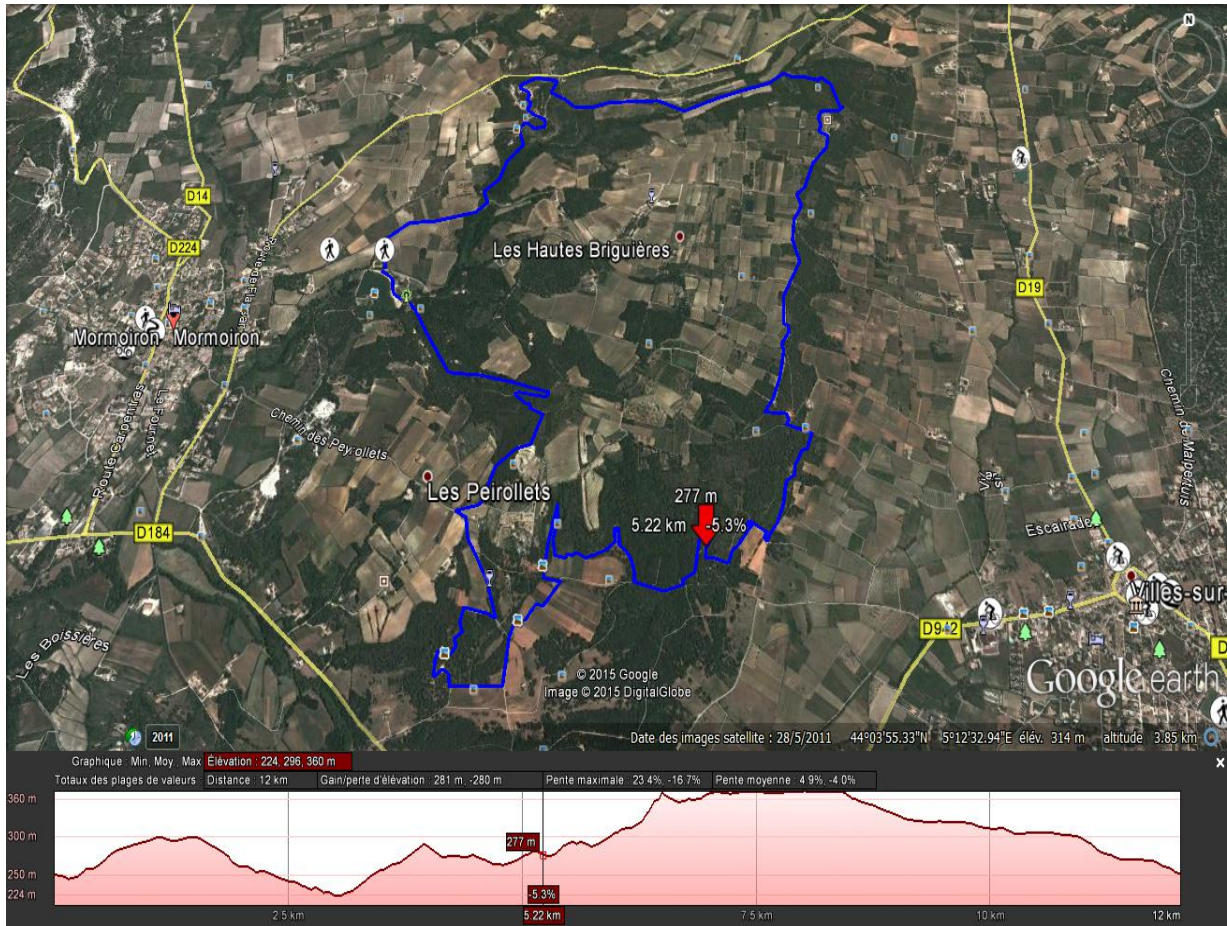 N
D14
D224
Les Hautes Briguières
D19
Mormoiron
Mormoiron
Chemin des Peyrollets
Route Carpentras
Les Peirollets
Chemin de Malpertuis
277 m
5.22 km -5.3%
D184
Escairade
Villes-sur-
D942
D
Les Boissières
© 2015 Google
Image © 2015 DigitalGlobe
Google earth
2011
Date des images satellite : 28/5/2011 44°03'55.33"N 5°12'32.94"E élév. 314 m altitude 3.85 km
Graphique : Min, Moy., Max Élévation : 224, 296, 360 m
x
Totaux des plages de valeurs : Distance : 12 km Gain/perte d'élévation : 281 m, -280 m Pente maximale : 23.4%, -16.7% Pente moyenne : 4.9%, -4.0%
360 m
300 m
277 m
250 m
224 m
-5.3%
2.5 km 5.22 km 7.5 km 10 km 12 km